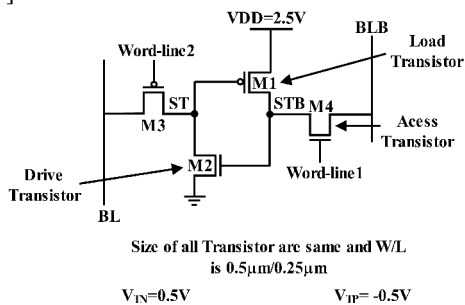 ]
VDD=2.5V
BLB
Word-line2
Load
Transistor
M1
ST
STB
M4
M3
Acess
Transistor
M2
Drive
Transistor
Word-line1
BL
Size of all Transistor are same and W/L
is 0.5μm/0.25μm
VTN=0.5V
VTP= -0.5V